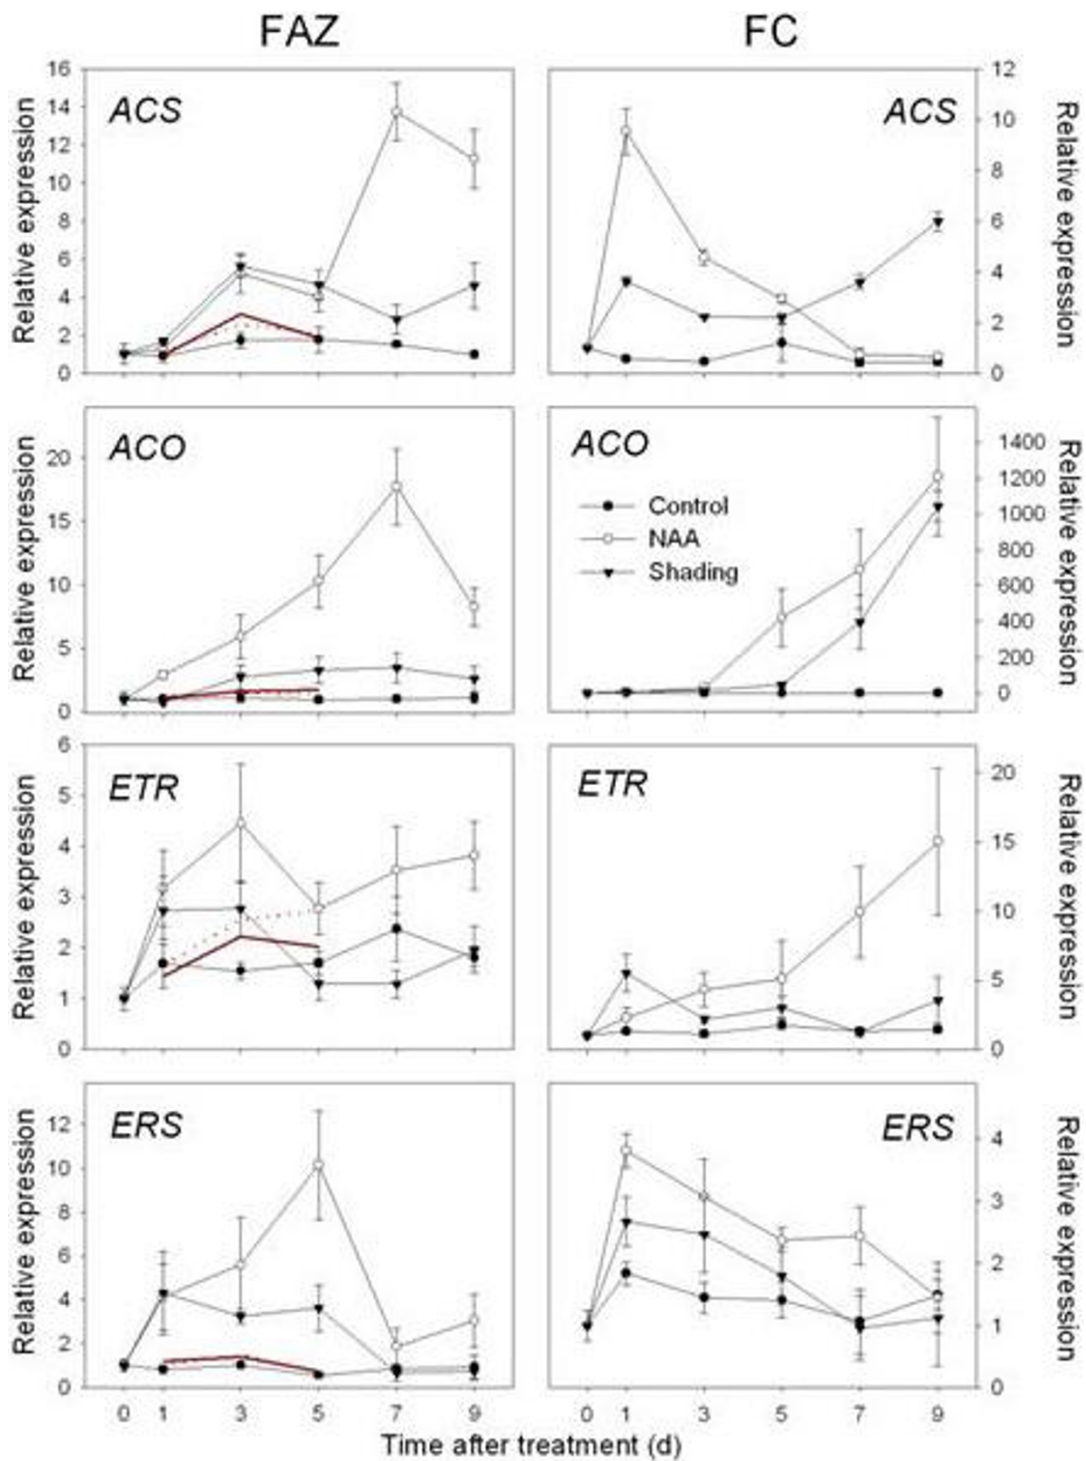 FAZ FC
16 ACS ACS 12
14
12 10
10 8
8 6
6 4
4 2
2 0
0
Relative expression Relative expression
ACO ACO
20 1400
15 1200
10 1000
5 800
0 600
400
200
0
Control
NAA
Shading
Relative expression Relative expression
6 ETR ETR 20
5 15
4 10
3 5
2 0
1
0
Relative expression Relative expression
ERS ERS
12 4
10 3
8 2
6 1
4 0
2
0
Relative expression Relative expression
0 1 3 5 7 9 0 1 3 5 7 9
Time after treatment (d)